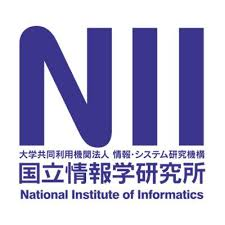 NII
大学共同利用機関法人 情報・システム研究機構
国立情報学研究所
National Institute of Informatics